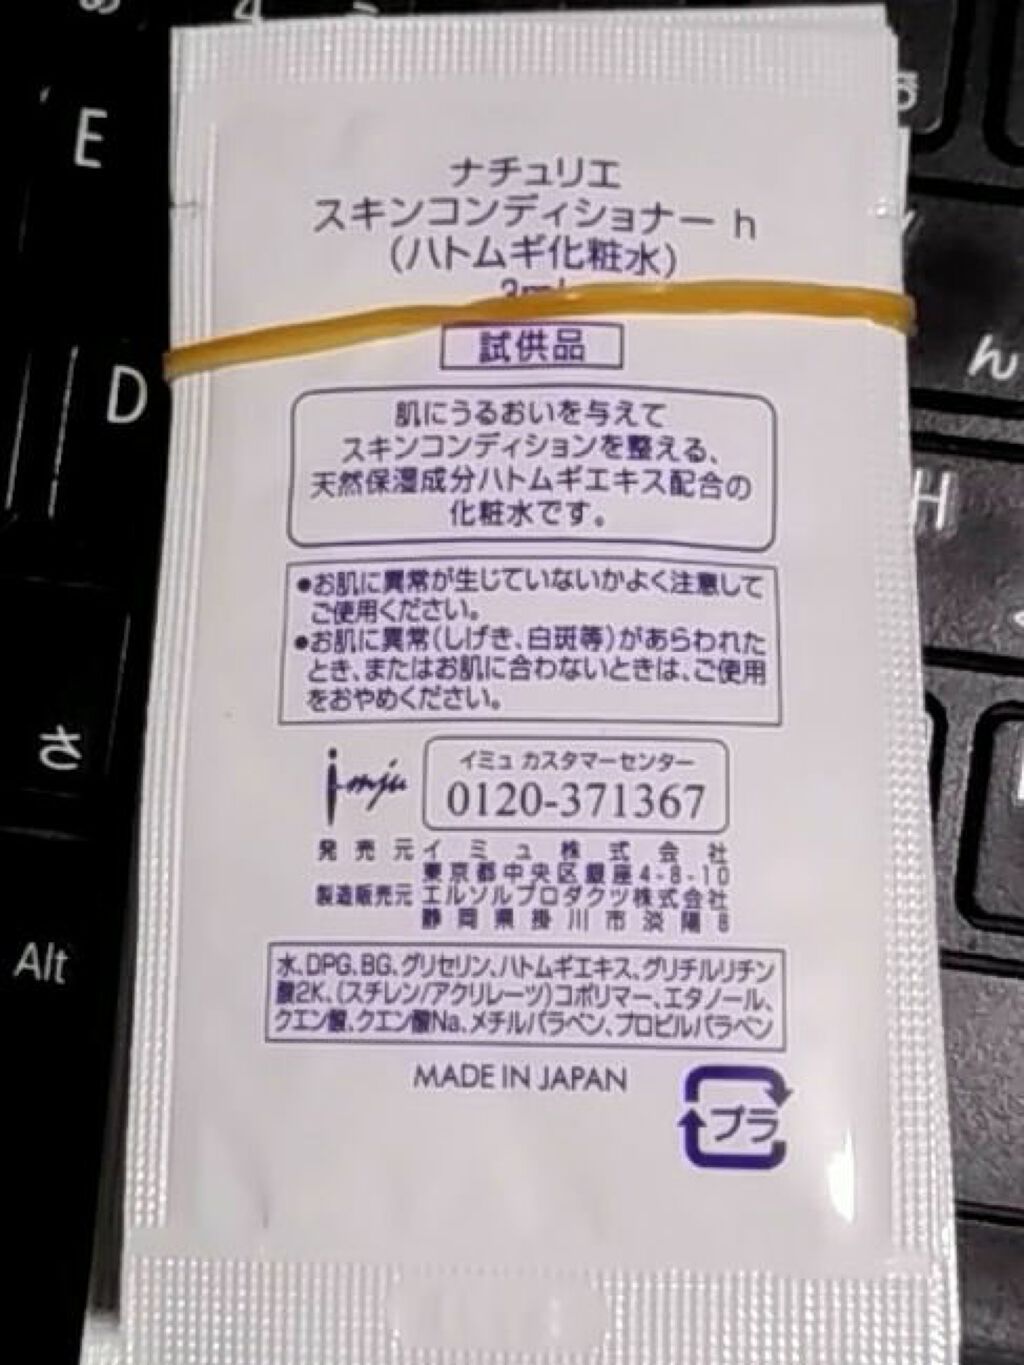 ナチュリエ
スキンコンディショナー h
(ハトムギ化粧水)
試供品
肌にうるおいを与えて
スキンコンディションを整える、
天然保湿成分ハトムギエキス配合の
化粧水です。
●お肌に異常が生じていないかよく注意して
ご使用ください。
●お肌に異常(しげき、白斑等)があらわれた
とき、またはお肌に合わないときは、ご使用
をおやめください。
imju
イミュ カスタマーセンター
0120-371367
発売元 イミュ株式会社
東京都中央区銀座4-8-10
製造販売元 エルソルプロダクツ株式会社
静岡県掛川市淡陽8
水、DPG、BG、グリセリン、ハトムギエキス、グリチルリチン
酸2K、(スチレン/アクリレーツ)コポリマー、エタノール、
クエン酸、クエン酸Na、メチルパラベン、プロピルパラベン
MADE IN JAPAN
プラ
E
D
ん
H
さ
Alt